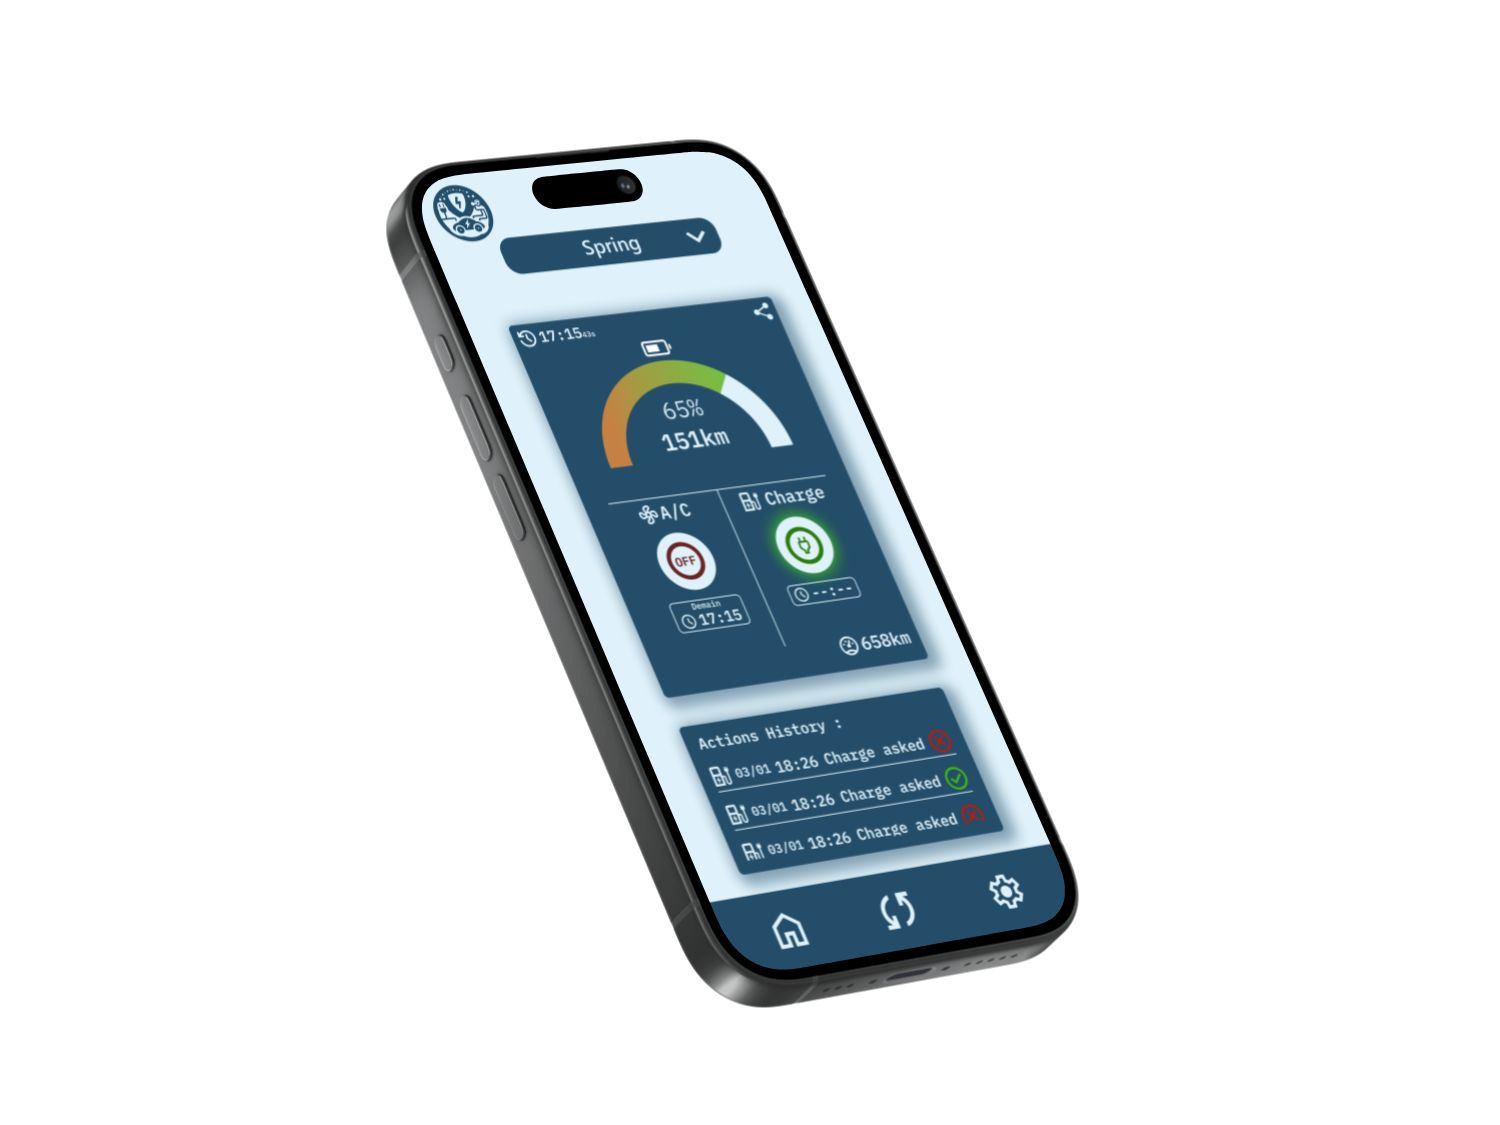 Spring
17:15 43s
65%
151km
A/C
Charge
OFF
Demain
17:15
--:--
658km
Actions History :
03/01 18:26 Charge asked
03/01 18:26 Charge asked
03/01 18:26 Charge asked